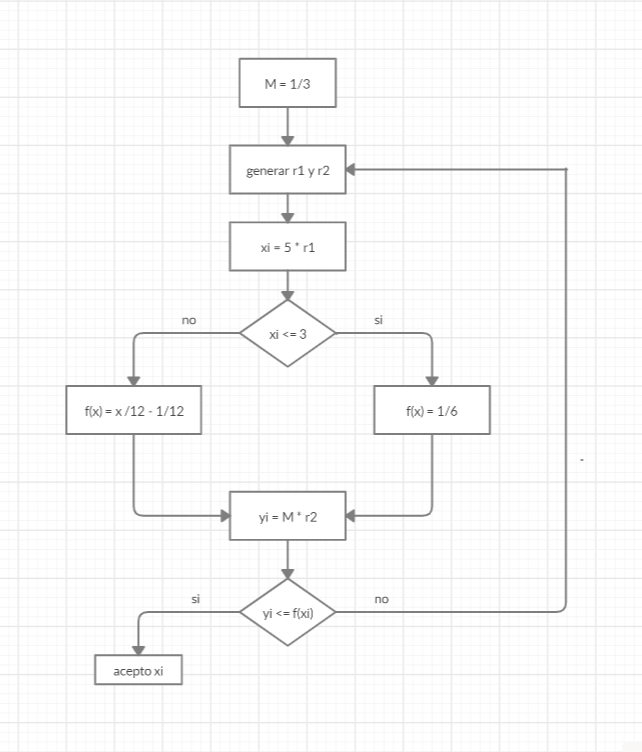 M = 1/3
generar r1 y r2
xi = 5 * r1
xi <= 3
no
si
f(x) = x /12 - 1/12
f(x) = 1/6
-
yi = M * r2
yi <= f(xi)
si
no
acepto xi